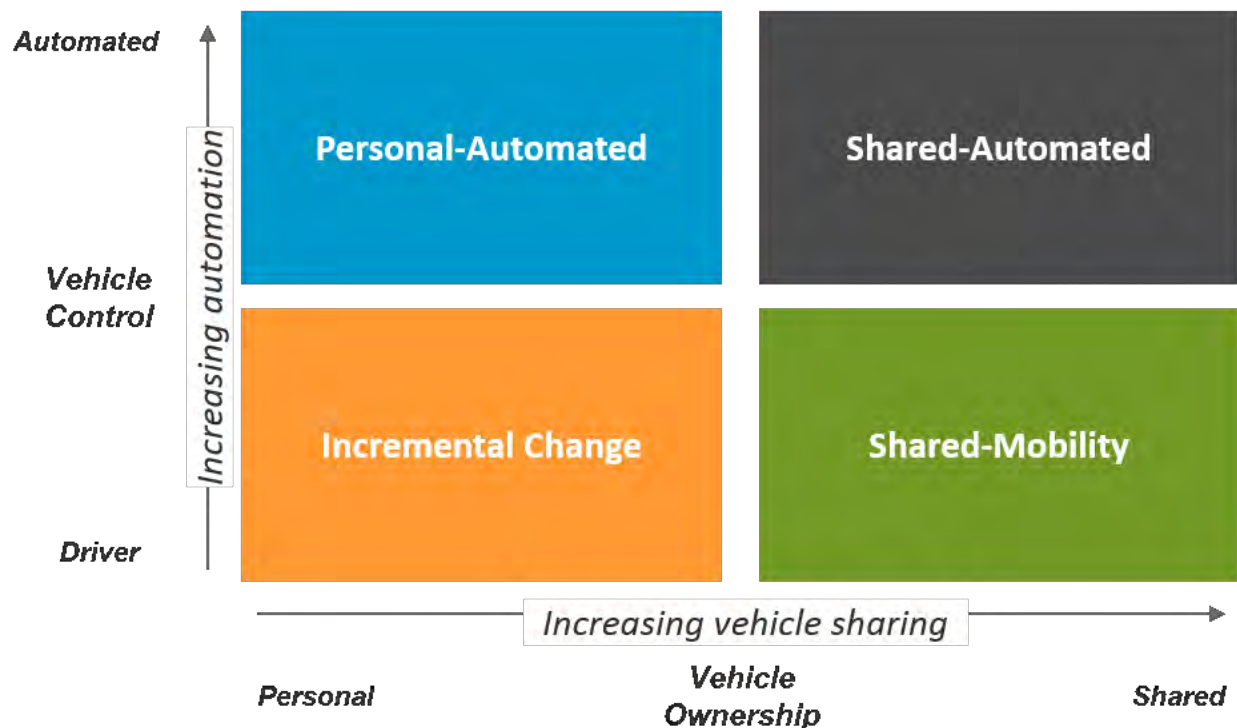 Automated
Personal-Automated
Shared-Automated
Increasing automation
Vehicle
Control
Incremental Change
Shared-Mobility
Driver
Increasing vehicle sharing
Personal
Vehicle
Ownership
Shared